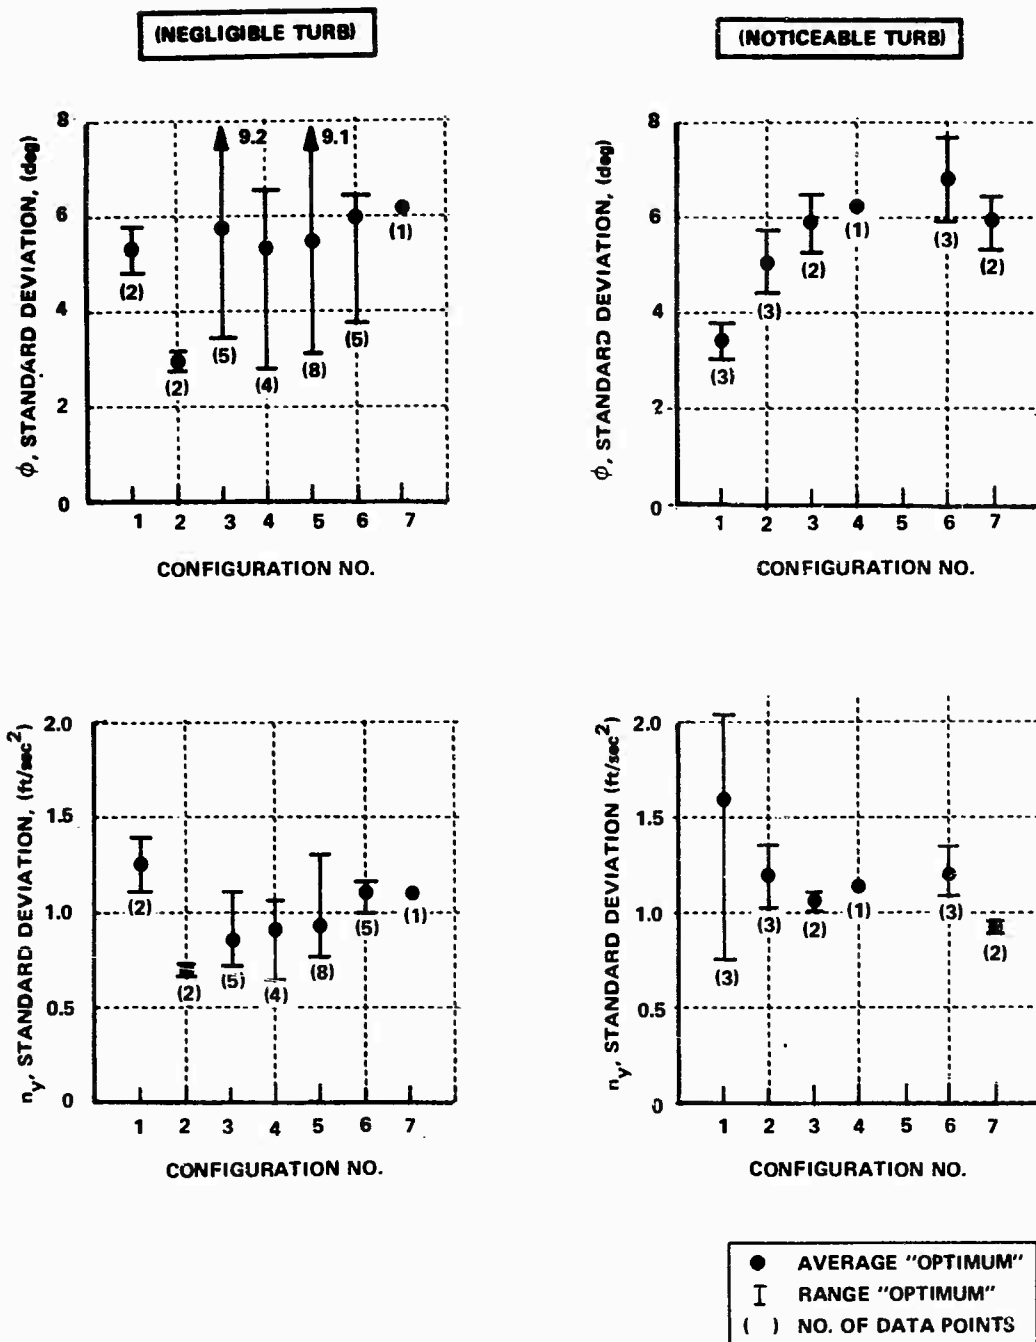 (NEGLIGIBLE TURB)
(NOTICEABLE TURB)
ϕ, STANDARD DEVIATION, (deg)
8
6
4
2
0
9.2
9.1
(2)
(2)
(5)
(4)
(8)
(5)
(1)
1 2 3 4 5 6 7
CONFIGURATION NO.
ϕ, STANDARD DEVIATION, (deg)
8
6
4
2
0
(3)
(3)
(2)
(1)
(3)
(2)
1 2 3 4 5 6 7
CONFIGURATION NO.
n_y, STANDARD DEVIATION, (ft/sec²)
2.0
1.5
1.0
0.5
0
(2)
(2)
(5)
(4)
(8)
(5)
(1)
1 2 3 4 5 6 7
CONFIGURATION NO.
n_y, STANDARD DEVIATION (ft/sec²)
2.0
1.5
1.0
0.5
0
(3)
(3)
(2)
(1)
(3)
(2)
1 2 3 4 5 6 7
CONFIGURATION NO.
● AVERAGE "OPTIMUM"
I RANGE "OPTIMUM"
( ) NO. OF DATA POINTS